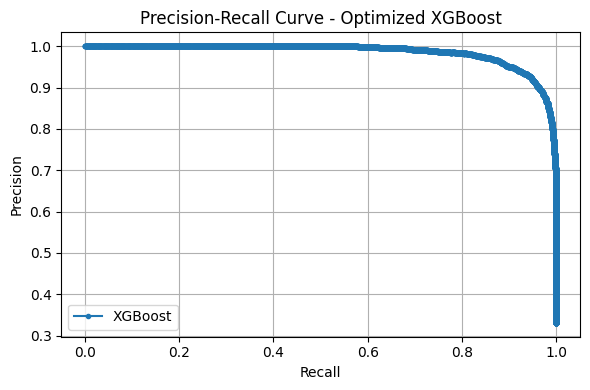 Precision-Recall Curve - Optimized XGBoost
1.0
0.9
0.8
0.7
0.6
0.5
0.4
0.3
Precision
XGBoost
0.0 0.2 0.4 0.6 0.8 1.0
Recall